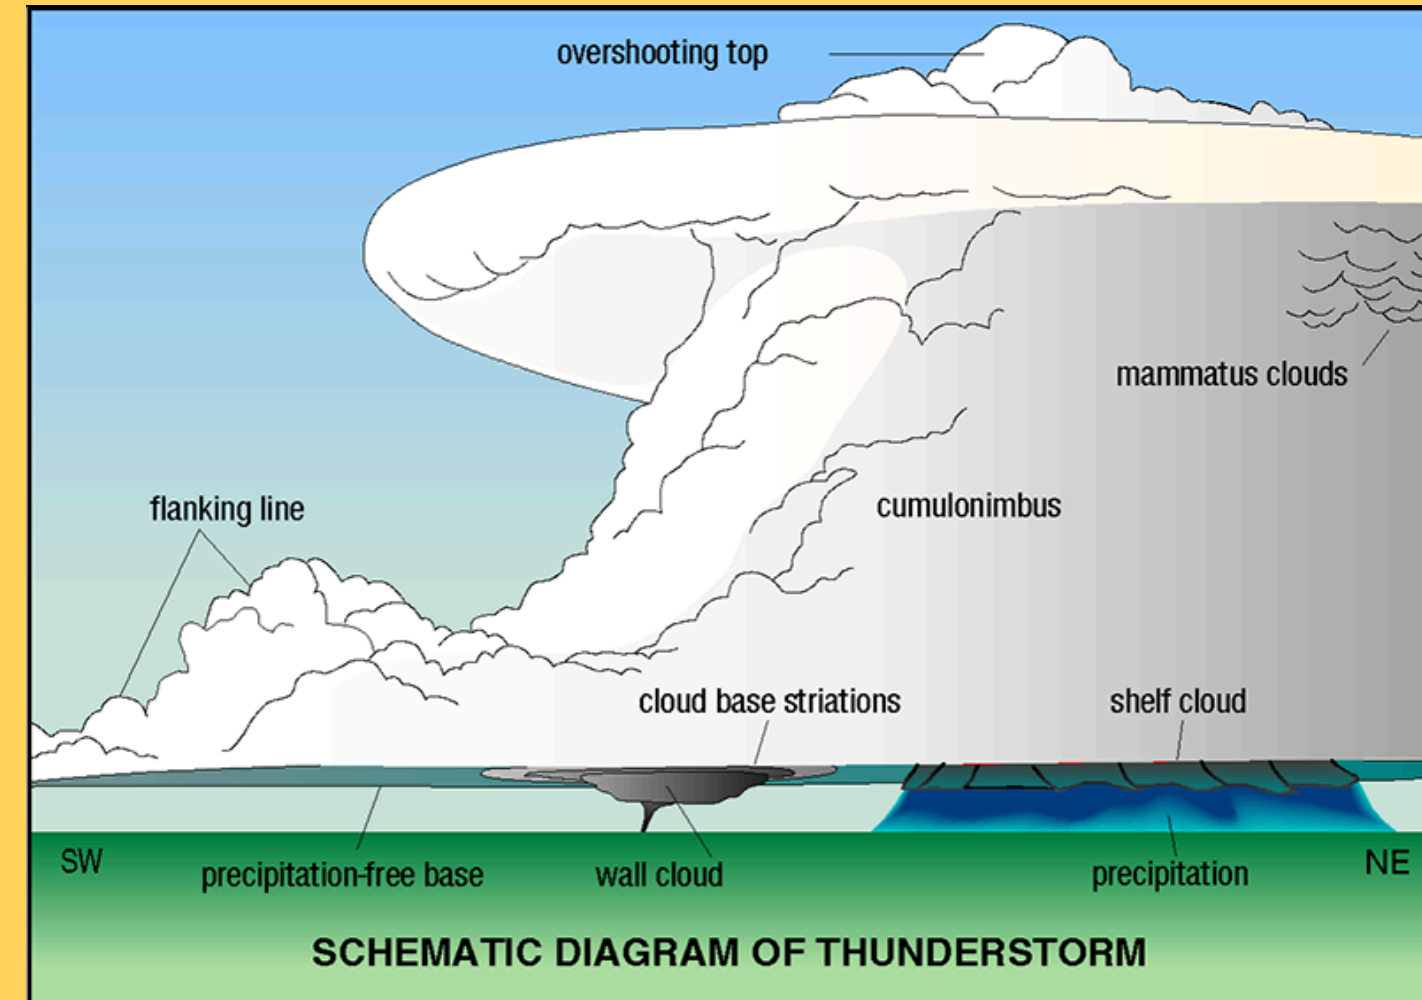 overshooting top
mammatus clouds
flanking line
cumulonimbus
cloud base striations
shelf cloud
SW
precipitation-free base
wall cloud
precipitation
NE
SCHEMATIC DIAGRAM OF THUNDERSTORM